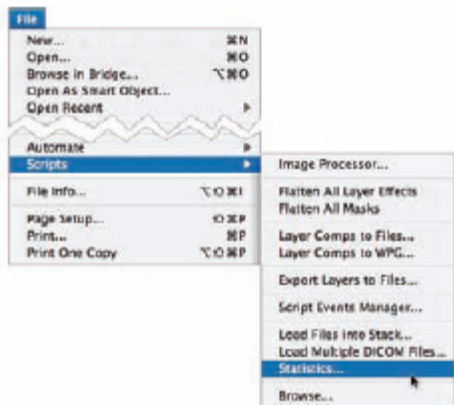 File
New... ⌘N
Open... ⌘O
Browse in Bridge... ⌥⌘O
Open As Smart Object...
Open Recent
Automate
Scripts
File Info... ⌥⇧⌘I
Page Setup... ⇧⌘P
Print... ⌘P
Print One Copy ⌥⇧⌘P
Image Processor...
Flatten All Layer Effects
Flatten All Masks
Layer Comps to Files...
Layer Comps to WPG...
Export Layers to Files...
Script Events Manager...
Load Files into Stack...
Load Multiple DICOM Files...
Statistics...
Browse...